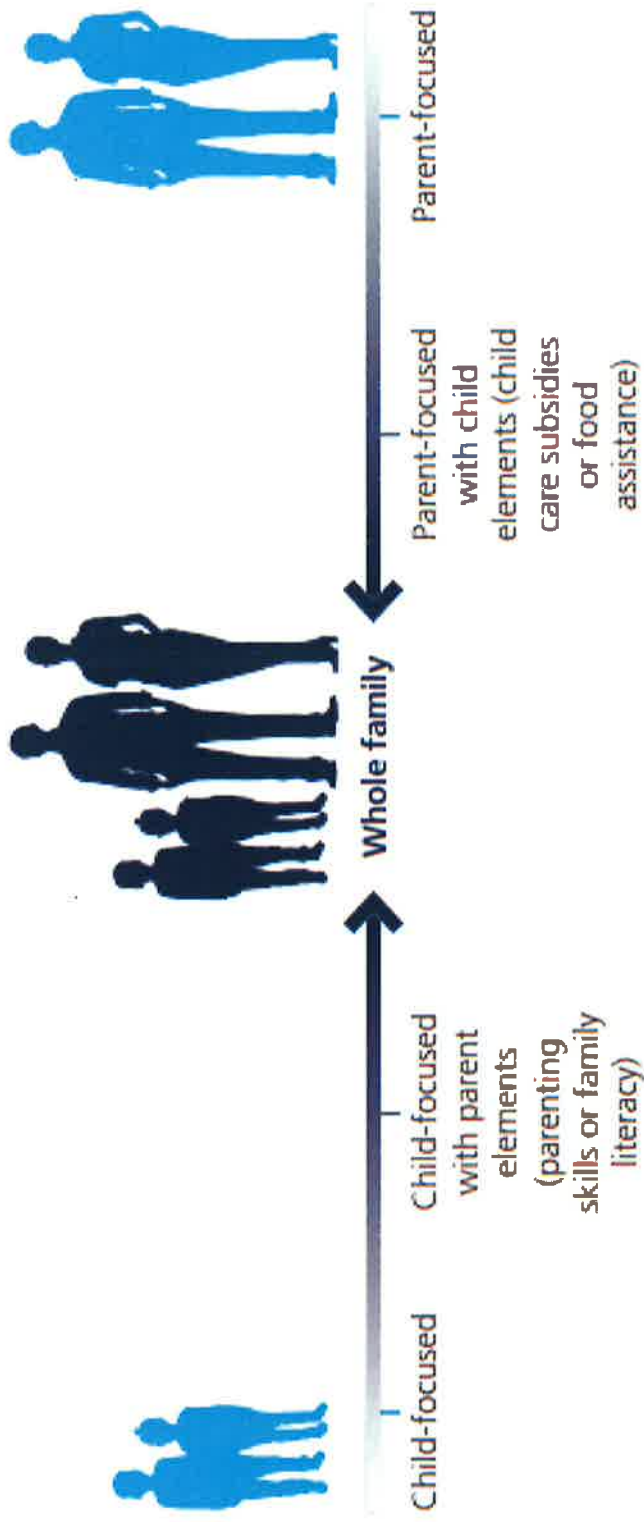 Child-focused
Child-focused
with parent
elements
(parenting
skills or family
literacy)
Whole family
Parent-focused
with child
elements (child
care subsidies
or food
assistance)
Parent-focused